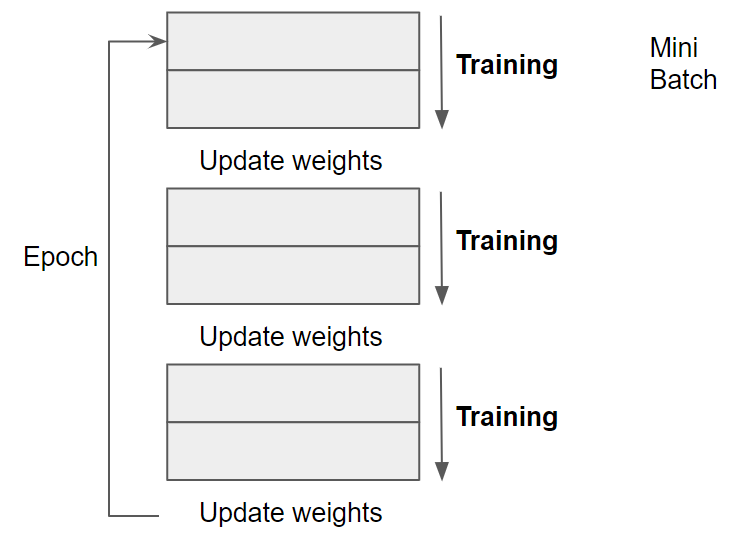 Training
Mini
Batch
Update weights
Training
Epoch
Update weights
Training
Update weights